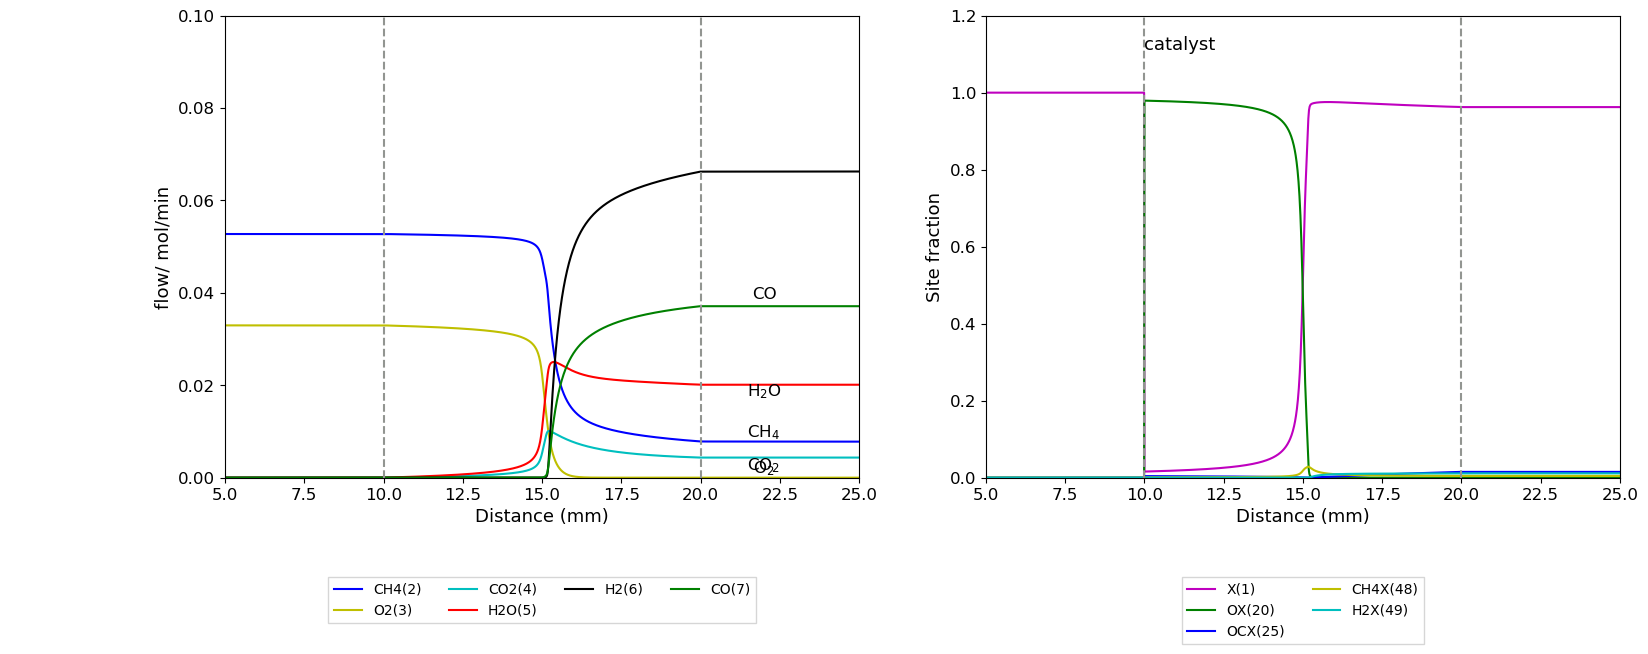 0.10
0.08
0.06
0.04
0.02
0.00
flow/ mol/min
CO
H₂O
CH₄
CO₂
O₂
5.0 7.5 10.0 12.5 15.0 17.5 20.0 22.5 25.0
Distance (mm)
CH4(2) CO2(4) H2(6) CO(7)
O2(3) H2O(5)
1.2
1.0
0.8
0.6
0.4
0.2
0.0
Site fraction
catalyst
5.0 7.5 10.0 12.5 15.0 17.5 20.0 22.5 25.0
Distance (mm)
X(1) CH4X(48)
OX(20) H2X(49)
OCX(25)